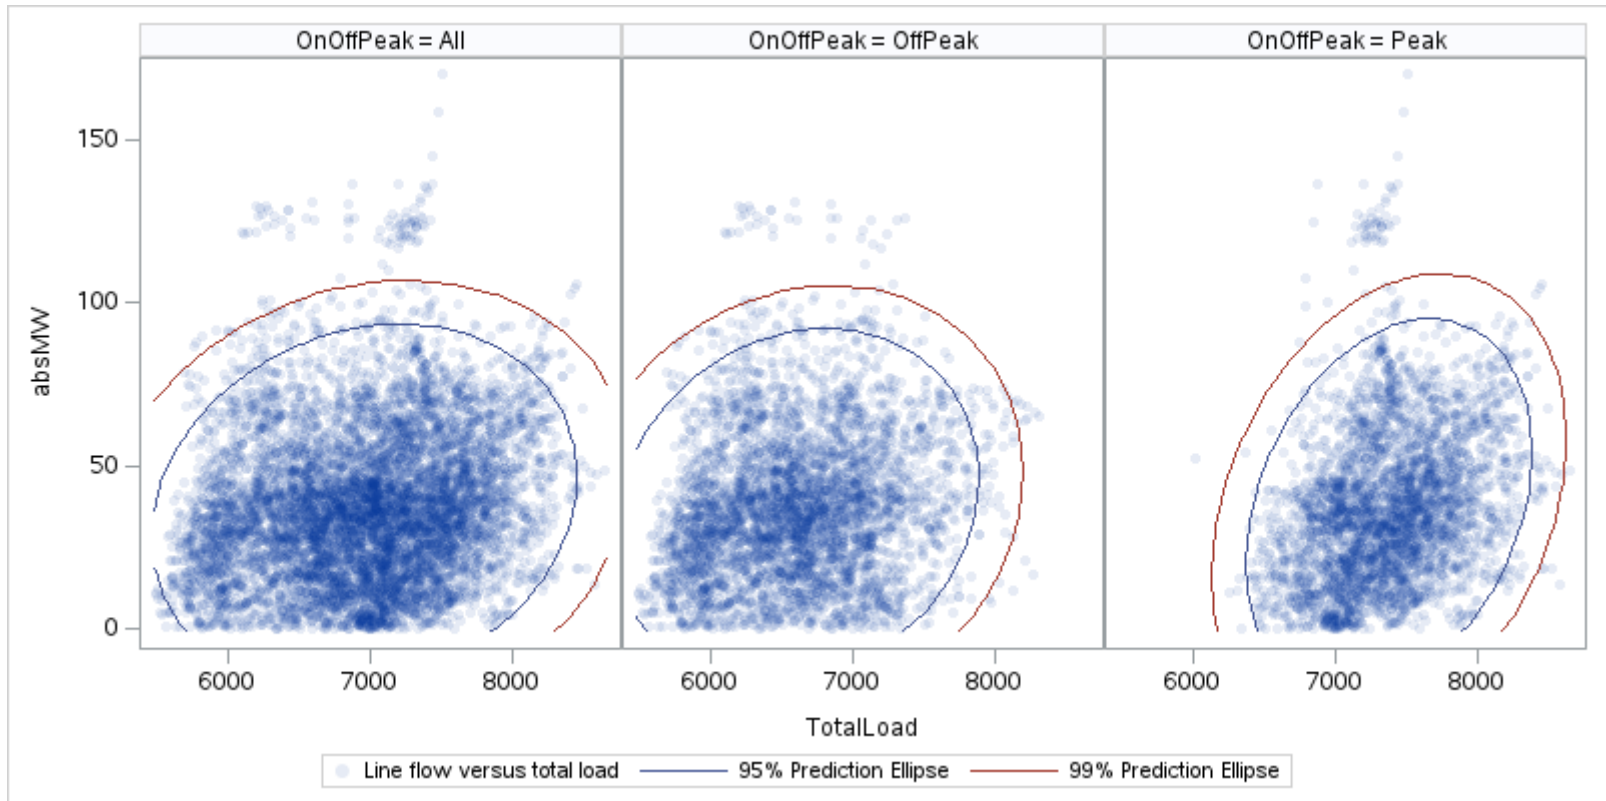 OnOffPeak = All
OnOffPeak = OffPeak
OnOffPeak = Peak
absMW
150
100
50
0
6000 7000 8000
6000 7000 8000
6000 7000 8000
TotalLoad
Line flow versus total load
95% Prediction Ellipse
99% Prediction Ellipse